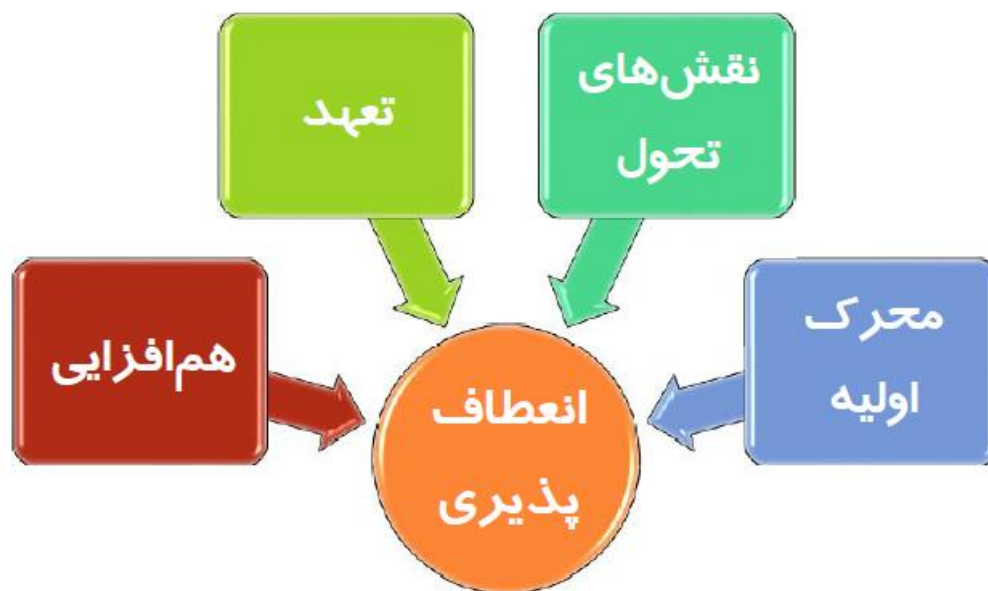 نقش‌های
تحول
تعهد
محرک
اولیه
هم‌افزایی
انعطاف
پذیری